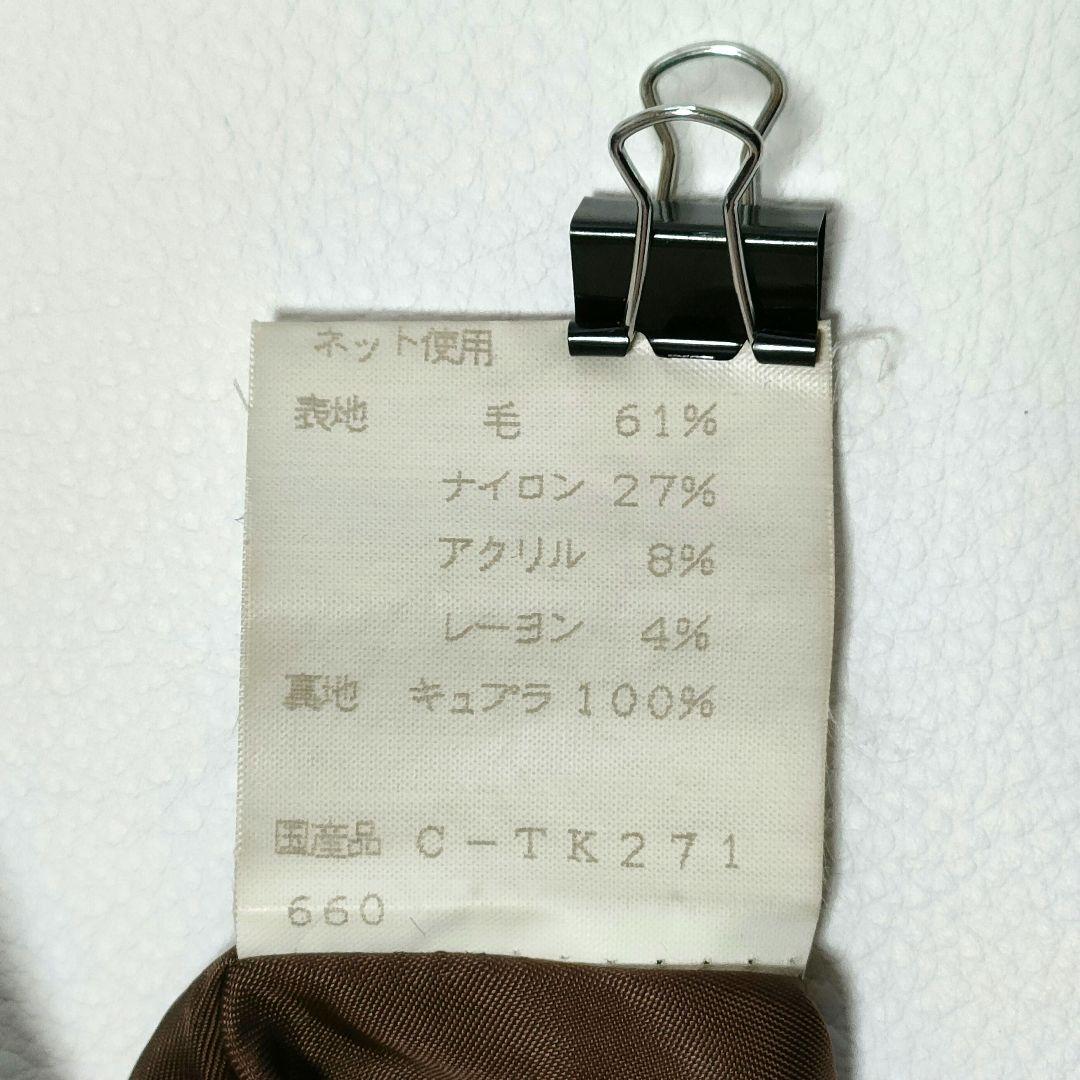 ネット使用
表地 毛 61%
ナイロン 27%
アクリル 8%
レーヨン 4%
裏地 キュプラ 100%
国産品 C-TK271
660